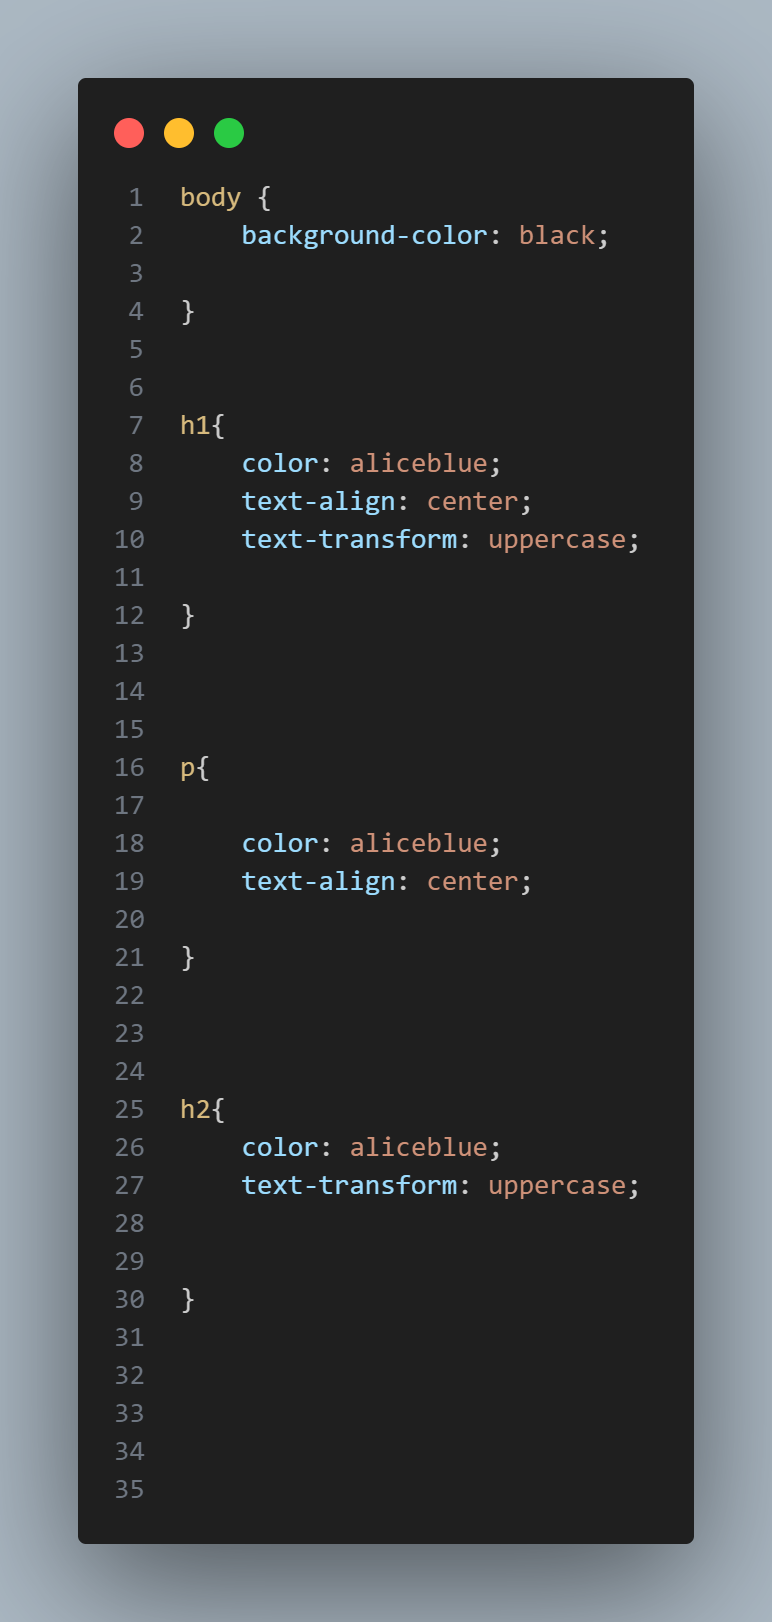 1 body {
2     background-color: black;
3
4 }
5
6
7 h1{
8     color: aliceblue;
9     text-align: center;
10     text-transform: uppercase;
11
12 }
13
14
15
16 p{
17
18     color: aliceblue;
19     text-align: center;
20
21 }
22
23
24
25 h2{
26     color: aliceblue;
27     text-transform: uppercase;
28
29
30 }
31
32
33
34
35